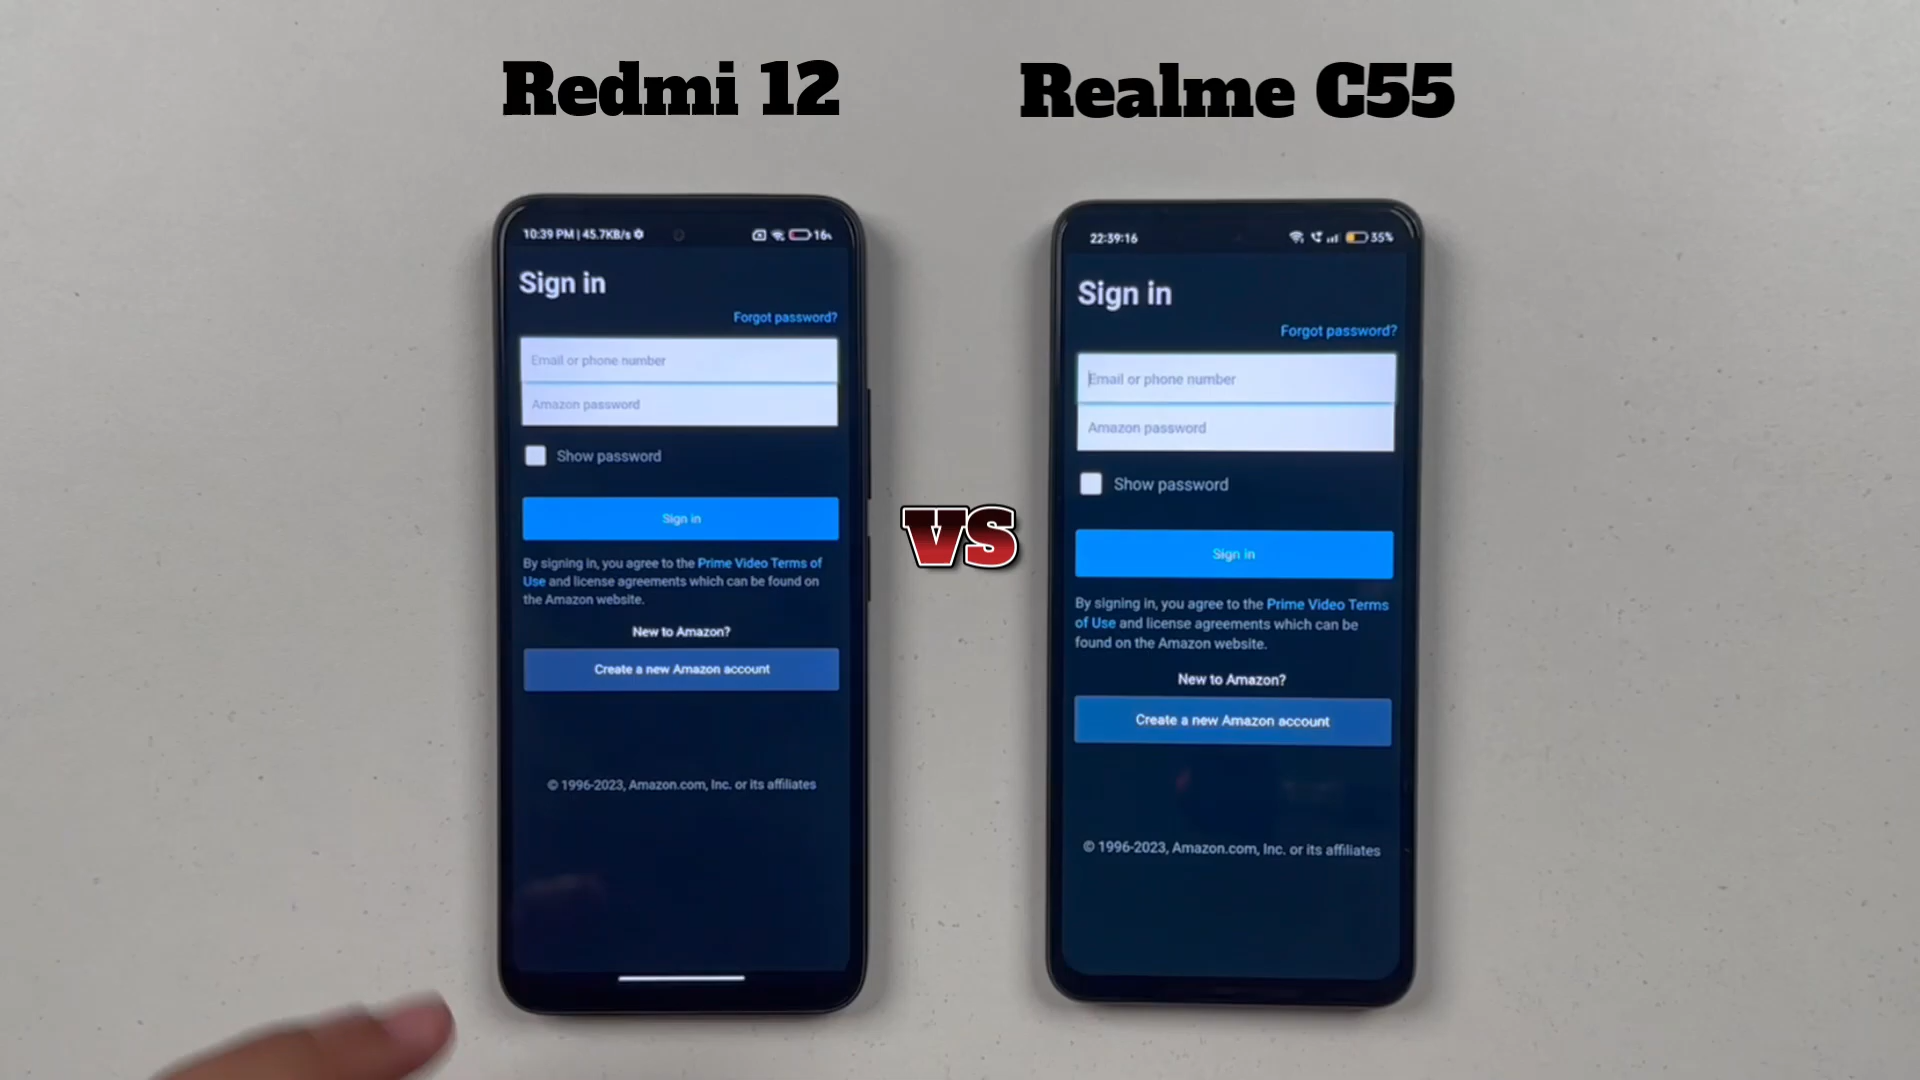 Redmi 12
Realme C55
VS
10:39 PM | 45.7KB/s
16%
Sign in
Forgot password?
Email or phone number
Amazon password
Show password
Sign in
By signing in, you agree to the Prime Video Terms of
Use and license agreements which can be found on
the Amazon website.
New to Amazon?
Create a new Amazon account
© 1996-2023, Amazon.com, Inc. or its affiliates
22:39:16
35%
Sign in
Forgot password?
Email or phone number
Amazon password
Show password
Sign in
By signing in, you agree to the Prime Video Terms
of Use and license agreements which can be
found on the Amazon website.
New to Amazon?
Create a new Amazon account
© 1996-2023, Amazon.com, Inc. or its affiliates